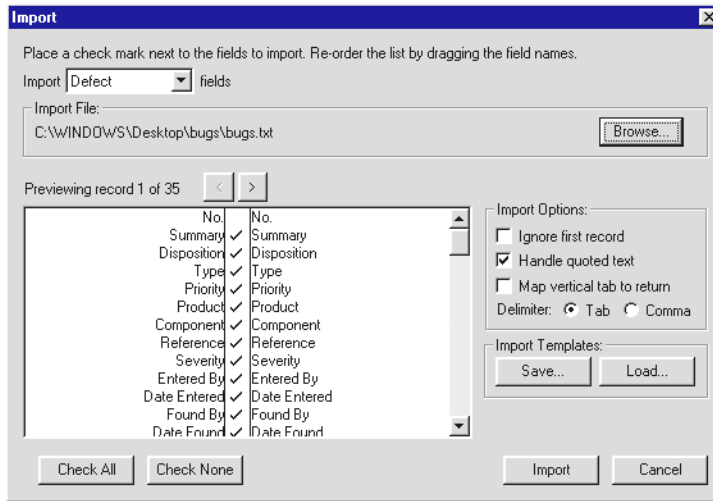 Import
Place a check mark next to the fields to import. Re-order the list by dragging the field names.
Import Defect fields
Import File:
C:\WINDOWS\Desktop\bugs\bugs.txt
Browse...
Previewing record 1 of 35 < >
No. No.
Summary ✓ Summary
Disposition ✓ Disposition
Type ✓ Type
Priority ✓ Priority
Product ✓ Product
Component ✓ Component
Reference ✓ Reference
Severity ✓ Severity
Entered By ✓ Entered By
Date Entered ✓ Date Entered
Found By ✓ Found By
Date Found ✓ Date Found
Import Options:
Ignore first record
Handle quoted text
Map vertical tab to return
Delimiter: Tab Comma
Import Templates:
Save... Load...
Check All Check None Import Cancel